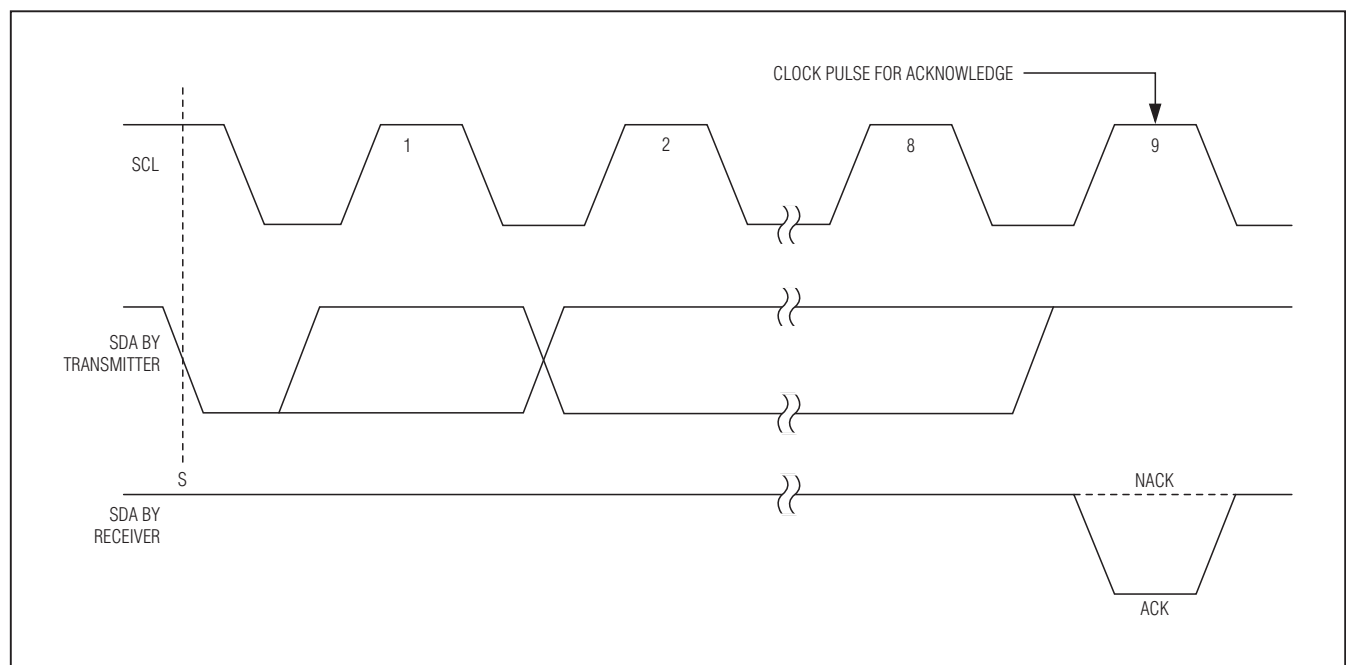 CLOCK PULSE FOR ACKNOWLEDGE
SCL
1
2
8
9
SDA BY
TRANSMITTER
S
NACK
SDA BY
RECEIVER
ACK